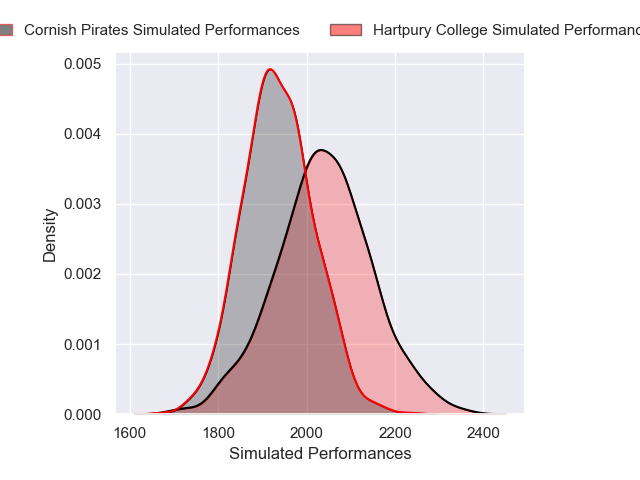 Cornish Pirates Simulated Performances Hartpury College Simulated
0.005
0.004
0.003
0.002
0.001
0.000
Density
1600 1800 2000 2200 2400
Simulated Performances